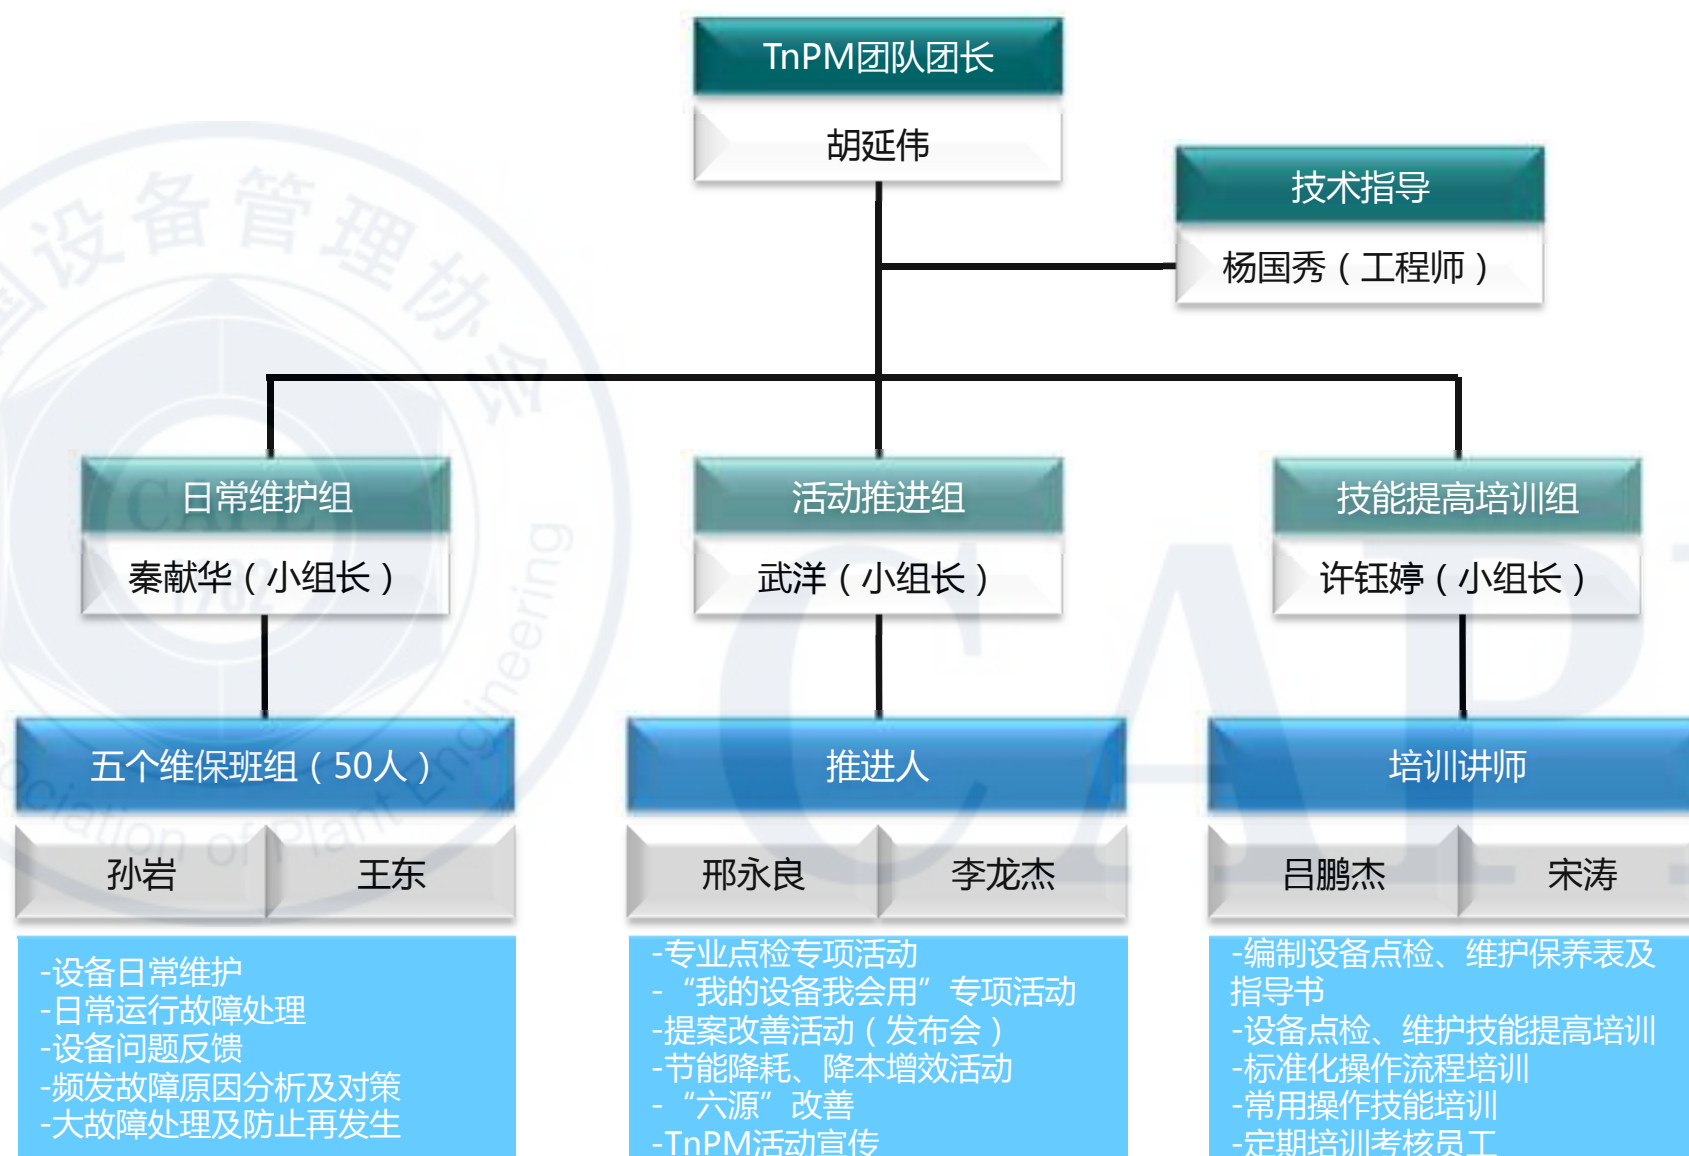 TnPM团队团长
胡延伟
技术指导
杨国秀（工程师）
日常维护组
秦献华（小组长）
活动推进组
武洋（小组长）
技能提高培训组
许钰婷（小组长）
五个维保班组（50人）
孙岩
王东
推进人
邢永良
李龙杰
培训讲师
吕鹏杰
宋涛
-设备日常维护
-日常运行故障处理
-设备问题反馈
-频发故障原因分析及对策
-大故障处理及防止再发生
-专业点检专项活动
-“我的设备我会用”专项活动
-提案改善活动（发布会）
-节能降耗、降本增效活动
-“六源”改善
-TnPM活动宣传
-编制设备点检、维护保养表及
指导书
-设备点检、维护技能提高培训
-标准化操作流程培训
-常用操作技能培训
-定期培训考核员工
设备管理协会
ociation of Plant Engineering
CAPE
CAP